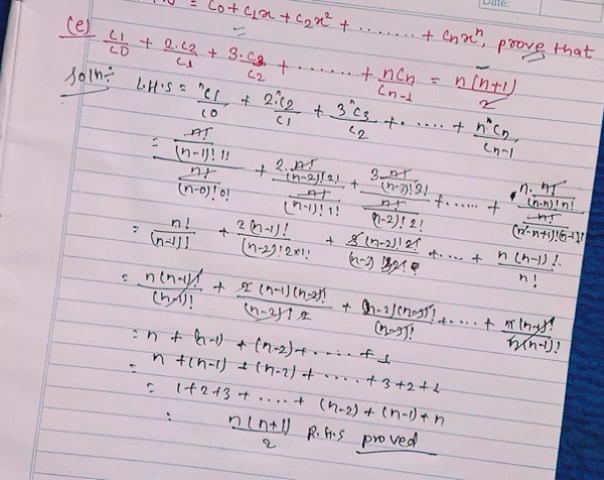 = C0 + C1x + C2x² + ........ + Cnxⁿ, prove that
Date:
(e) C1/C0 + 2.C2/C1 + 3.C3/C2 + ...... + nCn/Cn-1 = n(n+1)/2
Soln:- L.H.S = ⁿC1/C0 + 2.ⁿC2/C1 + 3ⁿC3/C2 + ...... + nⁿCn/Cn-1
= (n!/(n-1)!1!)/(n!/(n-0)!0!) + (2.n!/(n-2)!2!)/(n!/(n-1)!1!) + (3.n!/(n-3)!3!)/(n!/(n-2)!2!) + ...... + (n.n!/(n-n)!n!)/(n!/(n-n+1)!(n-1)!)
= n!/(n-1)! + 2(n-1)!/(n-2)!2×1! + 3(n-2)!2!/(n-3)!3! + .... + n(n-1)!/n!
= n(n-1)!/(n-1)! + 2(n-1)(n-2)!/(n-2)!2 + (n-2)(n-3)!/(n-3)! + .... + n(n-1)!/n(n-1)!
= n + (n-1) + (n-2) + ..... + 1
= n + (n-1) + (n-2) + ..... + 3+2+1
= 1+2+3+ ..... + (n-2) + (n-1) + n
= n(n+1)/2 R.H.S proved